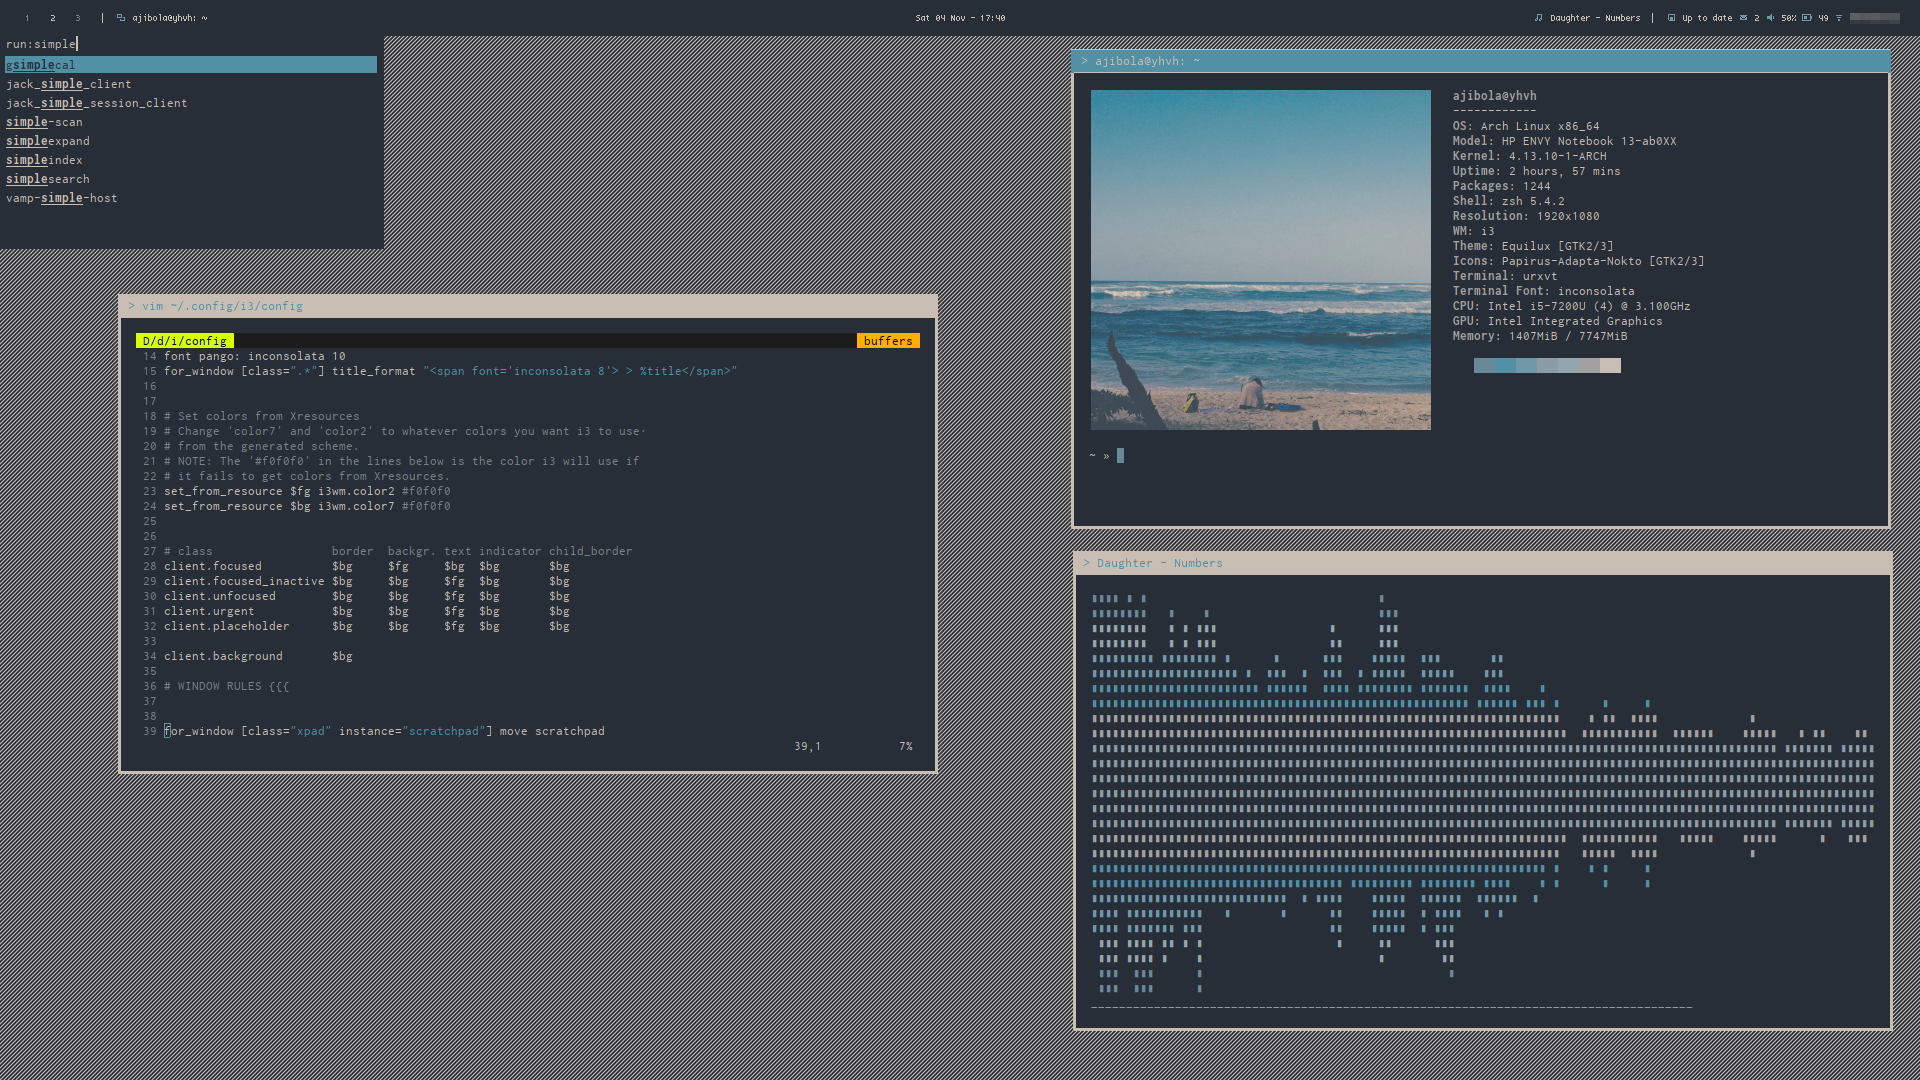 1 2 3 | ajibola@yhvh: ~
Sat 04 Nov - 17:40
Daughter - Numbers | Up to date 2 50% 49
run:simple
gsimplecal
jack_simple_client
jack_simple_session_client
simple-scan
simpleexpand
simpleindex
simplesearch
vamp-simple-host
> vim ~/.config/i3/config
D/d/i/config buffers
14 font pango: inconsolata 10
15 for_window [class=".*"] title_format "<span font='inconsolata 8'> > %title</span>"
16
17
18 # Set colors from Xresources
19 # Change 'color7' and 'color2' to whatever colors you want i3 to use·
20 # from the generated scheme.
21 # NOTE: The '#f0f0f0' in the lines below is the color i3 will use if
22 # it fails to get colors from Xresources.
23 set_from_resource $fg i3wm.color2 #f0f0f0
24 set_from_resource $bg i3wm.color7 #f0f0f0
25
26
27 # class border backgr. text indicator child_border
28 client.focused $bg $fg $bg $bg $bg
29 client.focused_inactive $bg $bg $fg $bg $bg
30 client.unfocused $bg $bg $fg $bg $bg
31 client.urgent $bg $bg $fg $bg $bg
32 client.placeholder $bg $bg $fg $bg $bg
33
34 client.background $bg
35
36 # WINDOW RULES {{{
37
38
39 for_window [class="xpad" instance="scratchpad"] move scratchpad
39,1 7%
> ajibola@yhvh: ~
ajibola@yhvh
------------
OS: Arch Linux x86_64
Model: HP ENVY Notebook 13-ab0XX
Kernel: 4.13.10-1-ARCH
Uptime: 2 hours, 57 mins
Packages: 1244
Shell: zsh 5.4.2
Resolution: 1920x1080
WM: i3
Theme: Equilux [GTK2/3]
Icons: Papirus-Adapta-Nokto [GTK2/3]
Terminal: urxvt
Terminal Font: inconsolata
CPU: Intel i5-7200U (4) @ 3.100GHz
GPU: Intel Integrated Graphics
Memory: 1407MiB / 7747MiB
~ »
> Daughter - Numbers